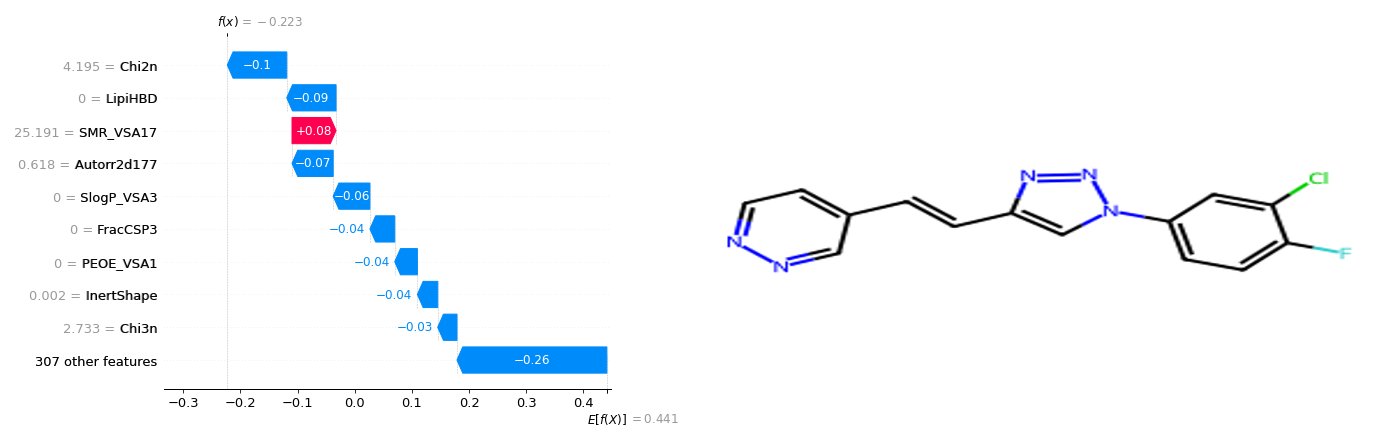 f(x) = −0.223
4.195 = Chi2n
−0.1
0 = LipiHBD
−0.09
25.191 = SMR_VSA17
+0.08
0.618 = Autorr2d177
−0.07
0 = SlogP_VSA3
−0.06
0 = FracCSP3
−0.04
0 = PEOE_VSA1
−0.04
0.002 = InertShape
−0.04
2.733 = Chi3n
−0.03
307 other features
−0.26
−0.3 −0.2 −0.1 0.0 0.1 0.2 0.3 0.4
E[f(X)] = 0.441
N N
Cl
N
N
N
F